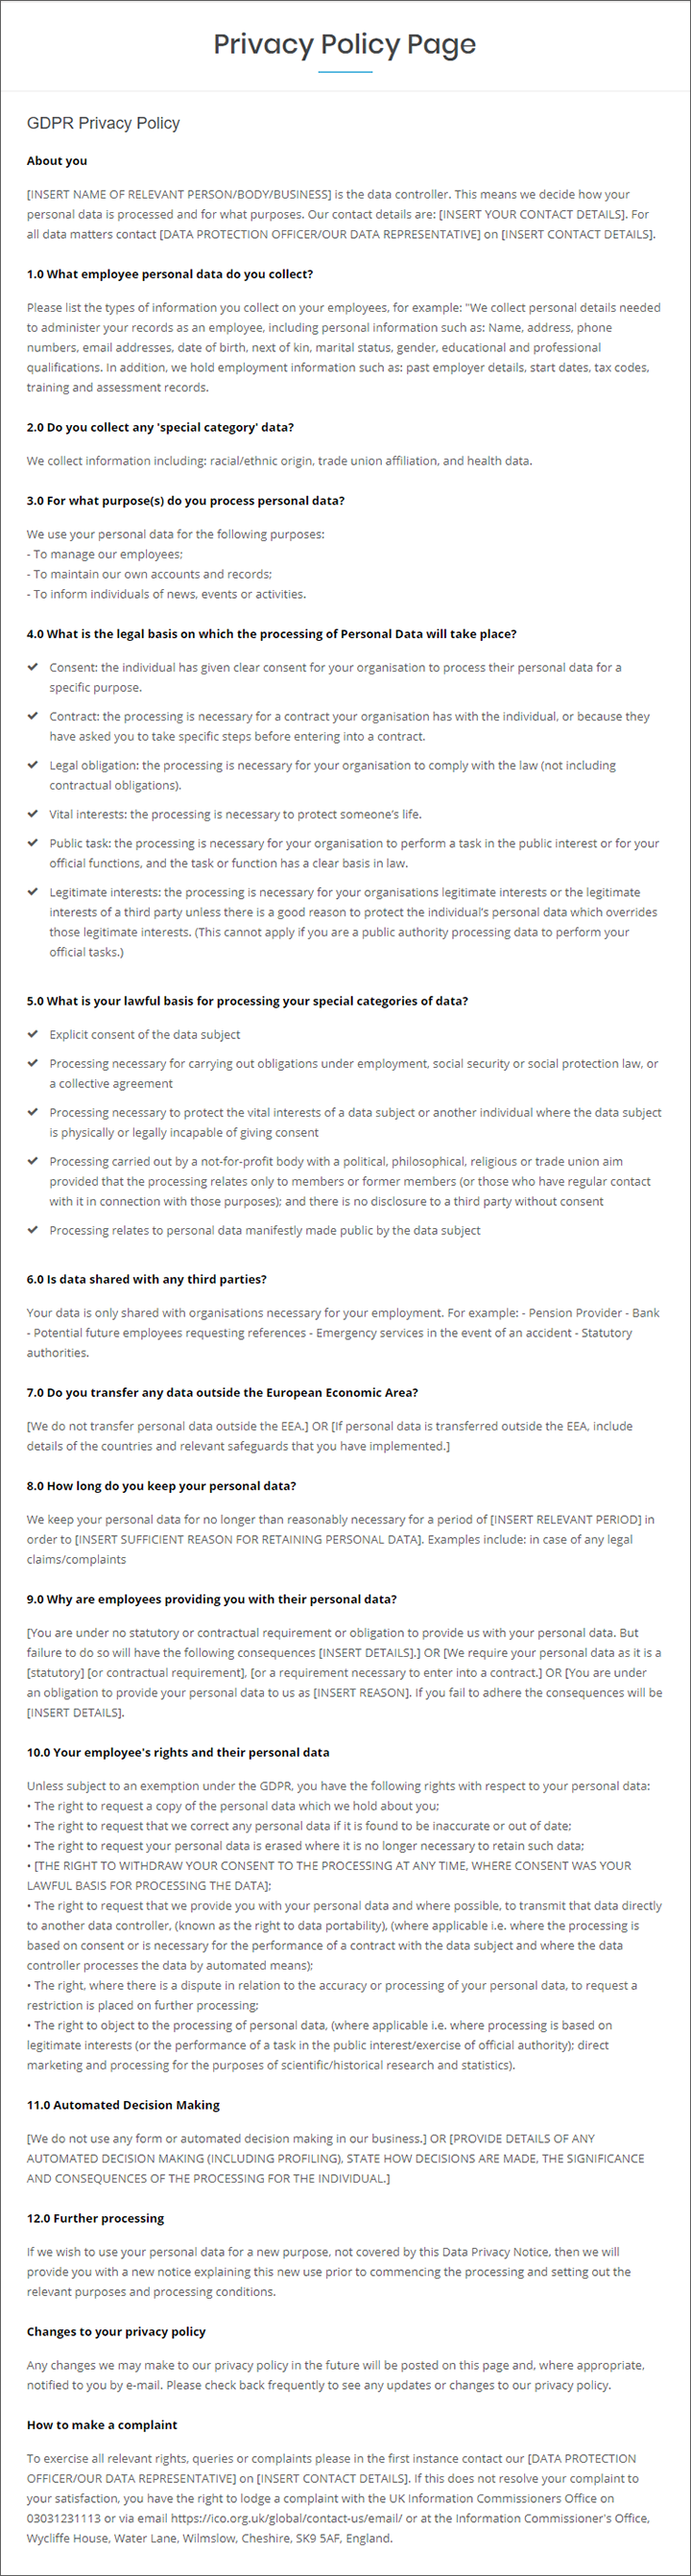 Privacy Policy Page
GDPR Privacy Policy
About you
[INSERT NAME OF RELEVANT PERSON/BODY/BUSINESS] is the data controller. This means we decide how your
personal data is processed and for what purposes. Our contact details are: [INSERT YOUR CONTACT DETAILS]. For
all data matters contact [DATA PROTECTION OFFICER/OUR DATA REPRESENTATIVE] on [INSERT CONTACT DETAILS].
1.0 What employee personal data do you collect?
Please list the types of information you collect on your employees, for example: "We collect personal details needed
to administer your records as an employee, including personal information such as: Name, address, phone
numbers, email addresses, date of birth, next of kin, marital status, gender, educational and professional
qualifications. In addition, we hold employment information such as: past employer details, start dates, tax codes,
training and assessment records.
2.0 Do you collect any 'special category' data?
We collect information including: racial/ethnic origin, trade union affiliation, and health data.
3.0 For what purpose(s) do you process personal data?
We use your personal data for the following purposes:
- To manage our employees;
- To maintain our own accounts and records;
- To inform individuals of news, events or activities.
4.0 What is the legal basis on which the processing of Personal Data will take place?
✔ Consent: the individual has given clear consent for your organisation to process their personal data for a
specific purpose.
✔ Contract: the processing is necessary for a contract your organisation has with the individual, or because they
have asked you to take specific steps before entering into a contract.
✔ Legal obligation: the processing is necessary for your organisation to comply with the law (not including
contractual obligations).
✔ Vital interests: the processing is necessary to protect someone's life.
✔ Public task: the processing is necessary for your organisation to perform a task in the public interest or for your
official functions, and the task or function has a clear basis in law.
✔ Legitimate interests: the processing is necessary for your organisations legitimate interests or the legitimate
interests of a third party unless there is a good reason to protect the individual's personal data which overrides
those legitimate interests. (This cannot apply if you are a public authority processing data to perform your
official tasks.)
5.0 What is your lawful basis for processing your special categories of data?
✔ Explicit consent of the data subject
✔ Processing necessary for carrying out obligations under employment, social security or social protection law, or
a collective agreement
✔ Processing necessary to protect the vital interests of a data subject or another individual where the data subject
is physically or legally incapable of giving consent
✔ Processing carried out by a not-for-profit body with a political, philosophical, religious or trade union aim
provided that the processing relates only to members or former members (or those who have regular contact
with it in connection with those purposes); and there is no disclosure to a third party without consent
✔ Processing relates to personal data manifestly made public by the data subject
6.0 Is data shared with any third parties?
Your data is only shared with organisations necessary for your employment. For example: - Pension Provider - Bank
- Potential future employees requesting references - Emergency services in the event of an accident - Statutory
authorities.
7.0 Do you transfer any data outside the European Economic Area?
[We do not transfer personal data outside the EEA.] OR [If personal data is transferred outside the EEA, include
details of the countries and relevant safeguards that you have implemented.]
8.0 How long do you keep your personal data?
We keep your personal data for no longer than reasonably necessary for a period of [INSERT RELEVANT PERIOD] in
order to [INSERT SUFFICIENT REASON FOR RETAINING PERSONAL DATA]. Examples include: in case of any legal
claims/complaints
9.0 Why are employees providing you with their personal data?
[You are under no statutory or contractual requirement or obligation to provide us with your personal data. But
failure to do so will have the following consequences [INSERT DETAILS].] OR [We require your personal data as it is a
[statutory] [or contractual requirement], [or a requirement necessary to enter into a contract.] OR [You are under
an obligation to provide your personal data to us as [INSERT REASON]. If you fail to adhere the consequences will be
[INSERT DETAILS].
10.0 Your employee's rights and their personal data
Unless subject to an exemption under the GDPR, you have the following rights with respect to your personal data:
• The right to request a copy of the personal data which we hold about you;
• The right to request that we correct any personal data if it is found to be inaccurate or out of date;
• The right to request your personal data is erased where it is no longer necessary to retain such data;
• [THE RIGHT TO WITHDRAW YOUR CONSENT TO THE PROCESSING AT ANY TIME, WHERE CONSENT WAS YOUR
LAWFUL BASIS FOR PROCESSING THE DATA];
• The right to request that we provide you with your personal data and where possible, to transmit that data directly
to another data controller, (known as the right to data portability), (where applicable i.e. where the processing is
based on consent or is necessary for the performance of a contract with the data subject and where the data
controller processes the data by automated means);
• The right, where there is a dispute in relation to the accuracy or processing of your personal data, to request a
restriction is placed on further processing;
• The right to object to the processing of personal data, (where applicable i.e. where processing is based on
legitimate interests (or the performance of a task in the public interest/exercise of official authority); direct
marketing and processing for the purposes of scientific/historical research and statistics).
11.0 Automated Decision Making
[We do not use any form or automated decision making in our business.] OR [PROVIDE DETAILS OF ANY
AUTOMATED DECISION MAKING (INCLUDING PROFILING), STATE HOW DECISIONS ARE MADE, THE SIGNIFICANCE
AND CONSEQUENCES OF THE PROCESSING FOR THE INDIVIDUAL.]
12.0 Further processing
If we wish to use your personal data for a new purpose, not covered by this Data Privacy Notice, then we will
provide you with a new notice explaining this new use prior to commencing the processing and setting out the
relevant purposes and processing conditions.
Changes to your privacy policy
Any changes we may make to our privacy policy in the future will be posted on this page and, where appropriate,
notified to you by e-mail. Please check back frequently to see any updates or changes to our privacy policy.
How to make a complaint
To exercise all relevant rights, queries or complaints please in the first instance contact our [DATA PROTECTION
OFFICER/OUR DATA REPRESENTATIVE] on [INSERT CONTACT DETAILS]. If this does not resolve your complaint to
your satisfaction, you have the right to lodge a complaint with the UK Information Commissioners Office on
03031231113 or via email https://ico.org.uk/global/contact-us/email/ or at the Information Commissioner's Office,
Wycliffe House, Water Lane, Wilmslow, Cheshire, SK9 5AF, England.